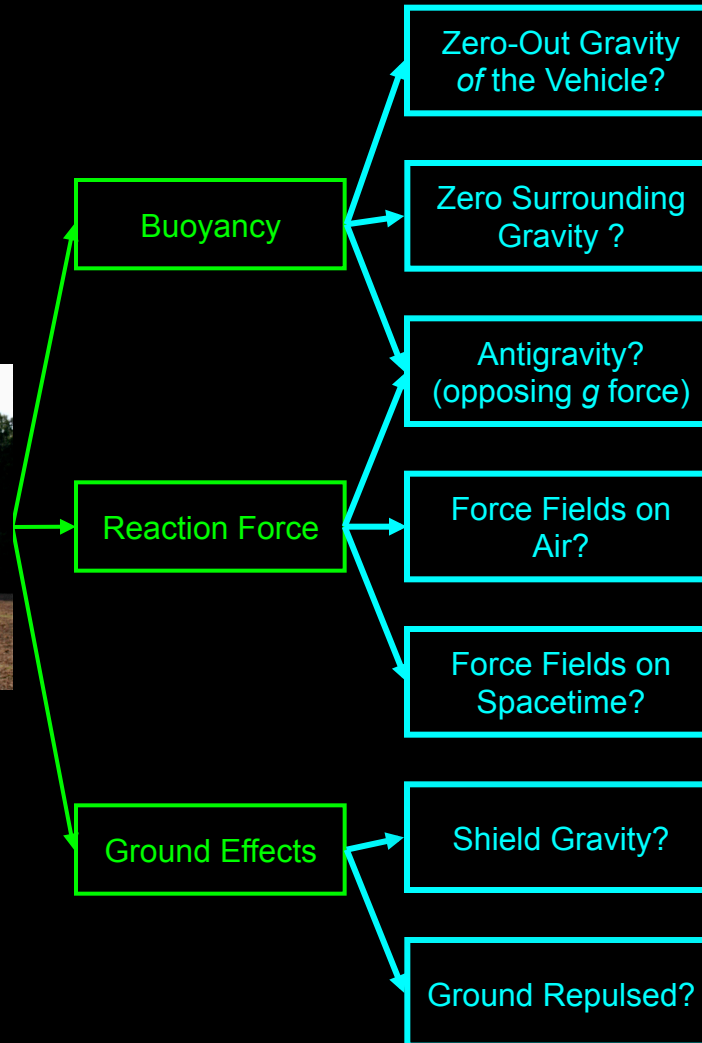 Zero-Out Gravity
of the Vehicle?
Zero Surrounding
Gravity ?
Buoyancy
Antigravity?
(opposing g force)
Reaction Force
Force Fields on
Air?
Force Fields on
Spacetime?
Ground Effects
Shield Gravity?
Ground Repulsed?